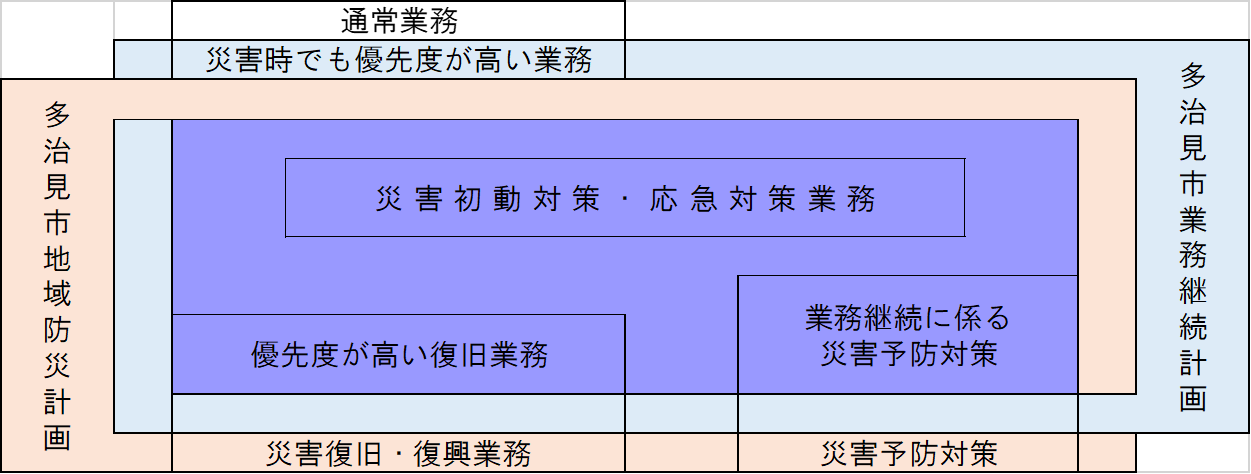 通常業務
災害時でも優先度が高い業務
多治見市地域防災計画
災害初動対策・応急対策業務
優先度が高い復旧業務
業務継続に係る
災害予防対策
多治見市業務継続計画
災害復旧・復興業務
災害予防対策